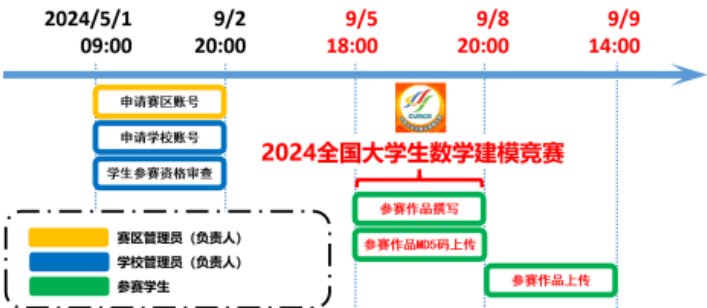 2024/5/1 9/2 9/5 9/8 9/9
09:00 20:00 18:00 20:00 14:00
申请赛区账号
申请学校账号
学生参赛资格审查
CUMCM
2024全国大学生数学建模竞赛
参赛作品撰写
参赛作品MD5码上传
参赛作品上传
赛区管理员（负责人）
学校管理员（负责人）
参赛学生